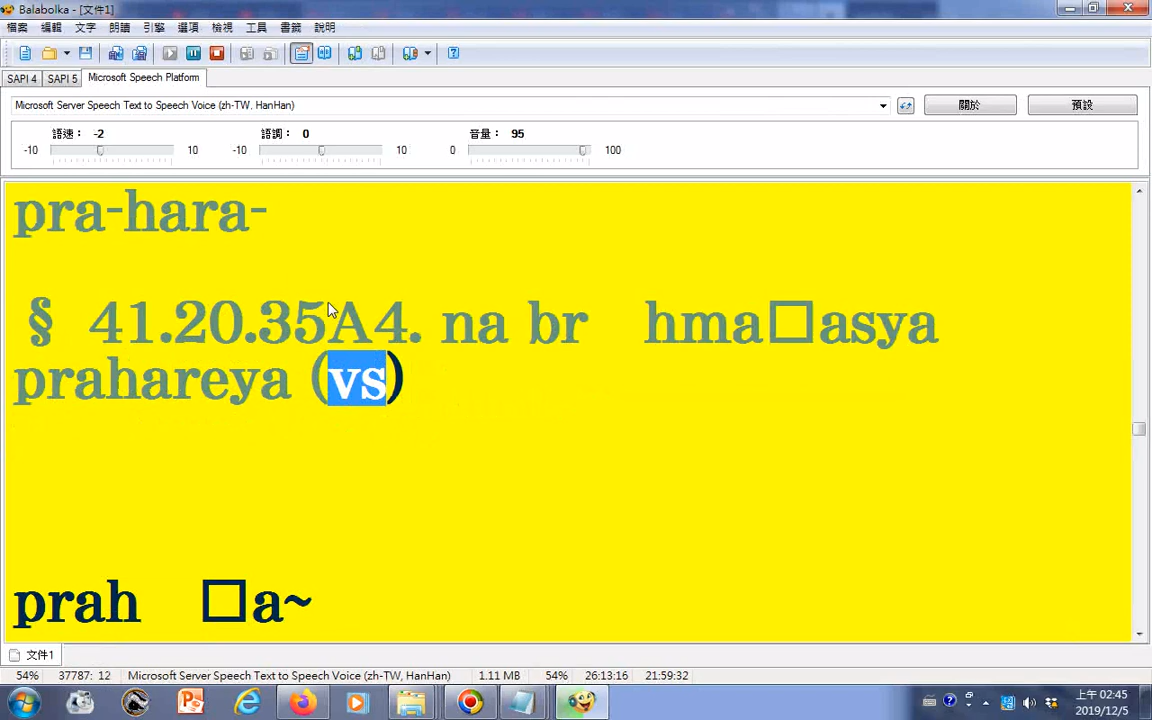 Balabolka - [文件1]
檔案 編輯 文字 朗讀 引擎 選項 檢視 工具 書籤 說明
SAPI 4 SAPI 5 Microsoft Speech Platform
Microsoft Server Speech Text to Speech Voice (zh-TW, HanHan) 關於 預設
語速： -2 語調： 0 音量： 95
-10 10 -10 10 0 100
pra-hara-
§ 41.20.35A4. na br hma□asya
prahareya (vs)
prah □a~
文件1
54% 37787: 12 Microsoft Server Speech Text to Speech Voice (zh-TW, HanHan) 1.11 MB 54% 26:13:16 21:59:32
上午 02:45
2019/12/5